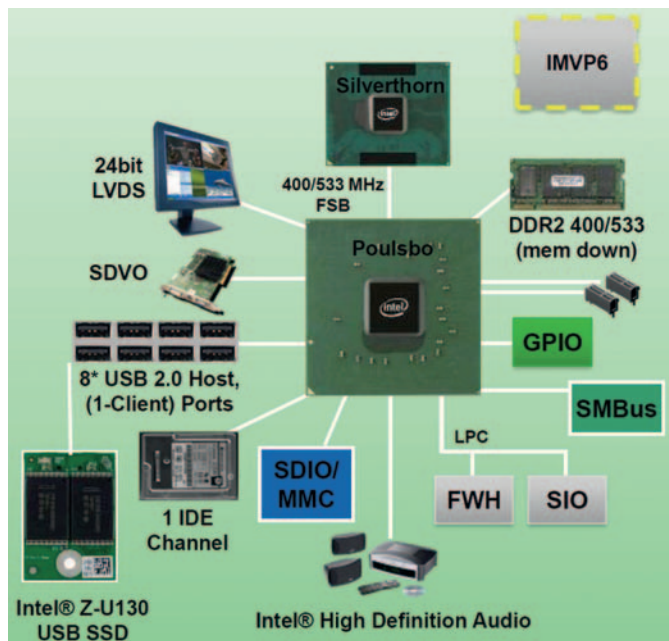 IMVP6
Silverthorn
intel
24bit
LVDS
400/533 MHz
FSB
DDR2 400/533
(mem down)
Poulsbo
SDVO
intel
GPIO
8* USB 2.0 Host,
(1-Client) Ports
SMBus
LPC
SDIO/
MMC
FWH
SIO
1 IDE
Channel
Intel® Z-U130
USB SSD
Intel® High Definition Audio